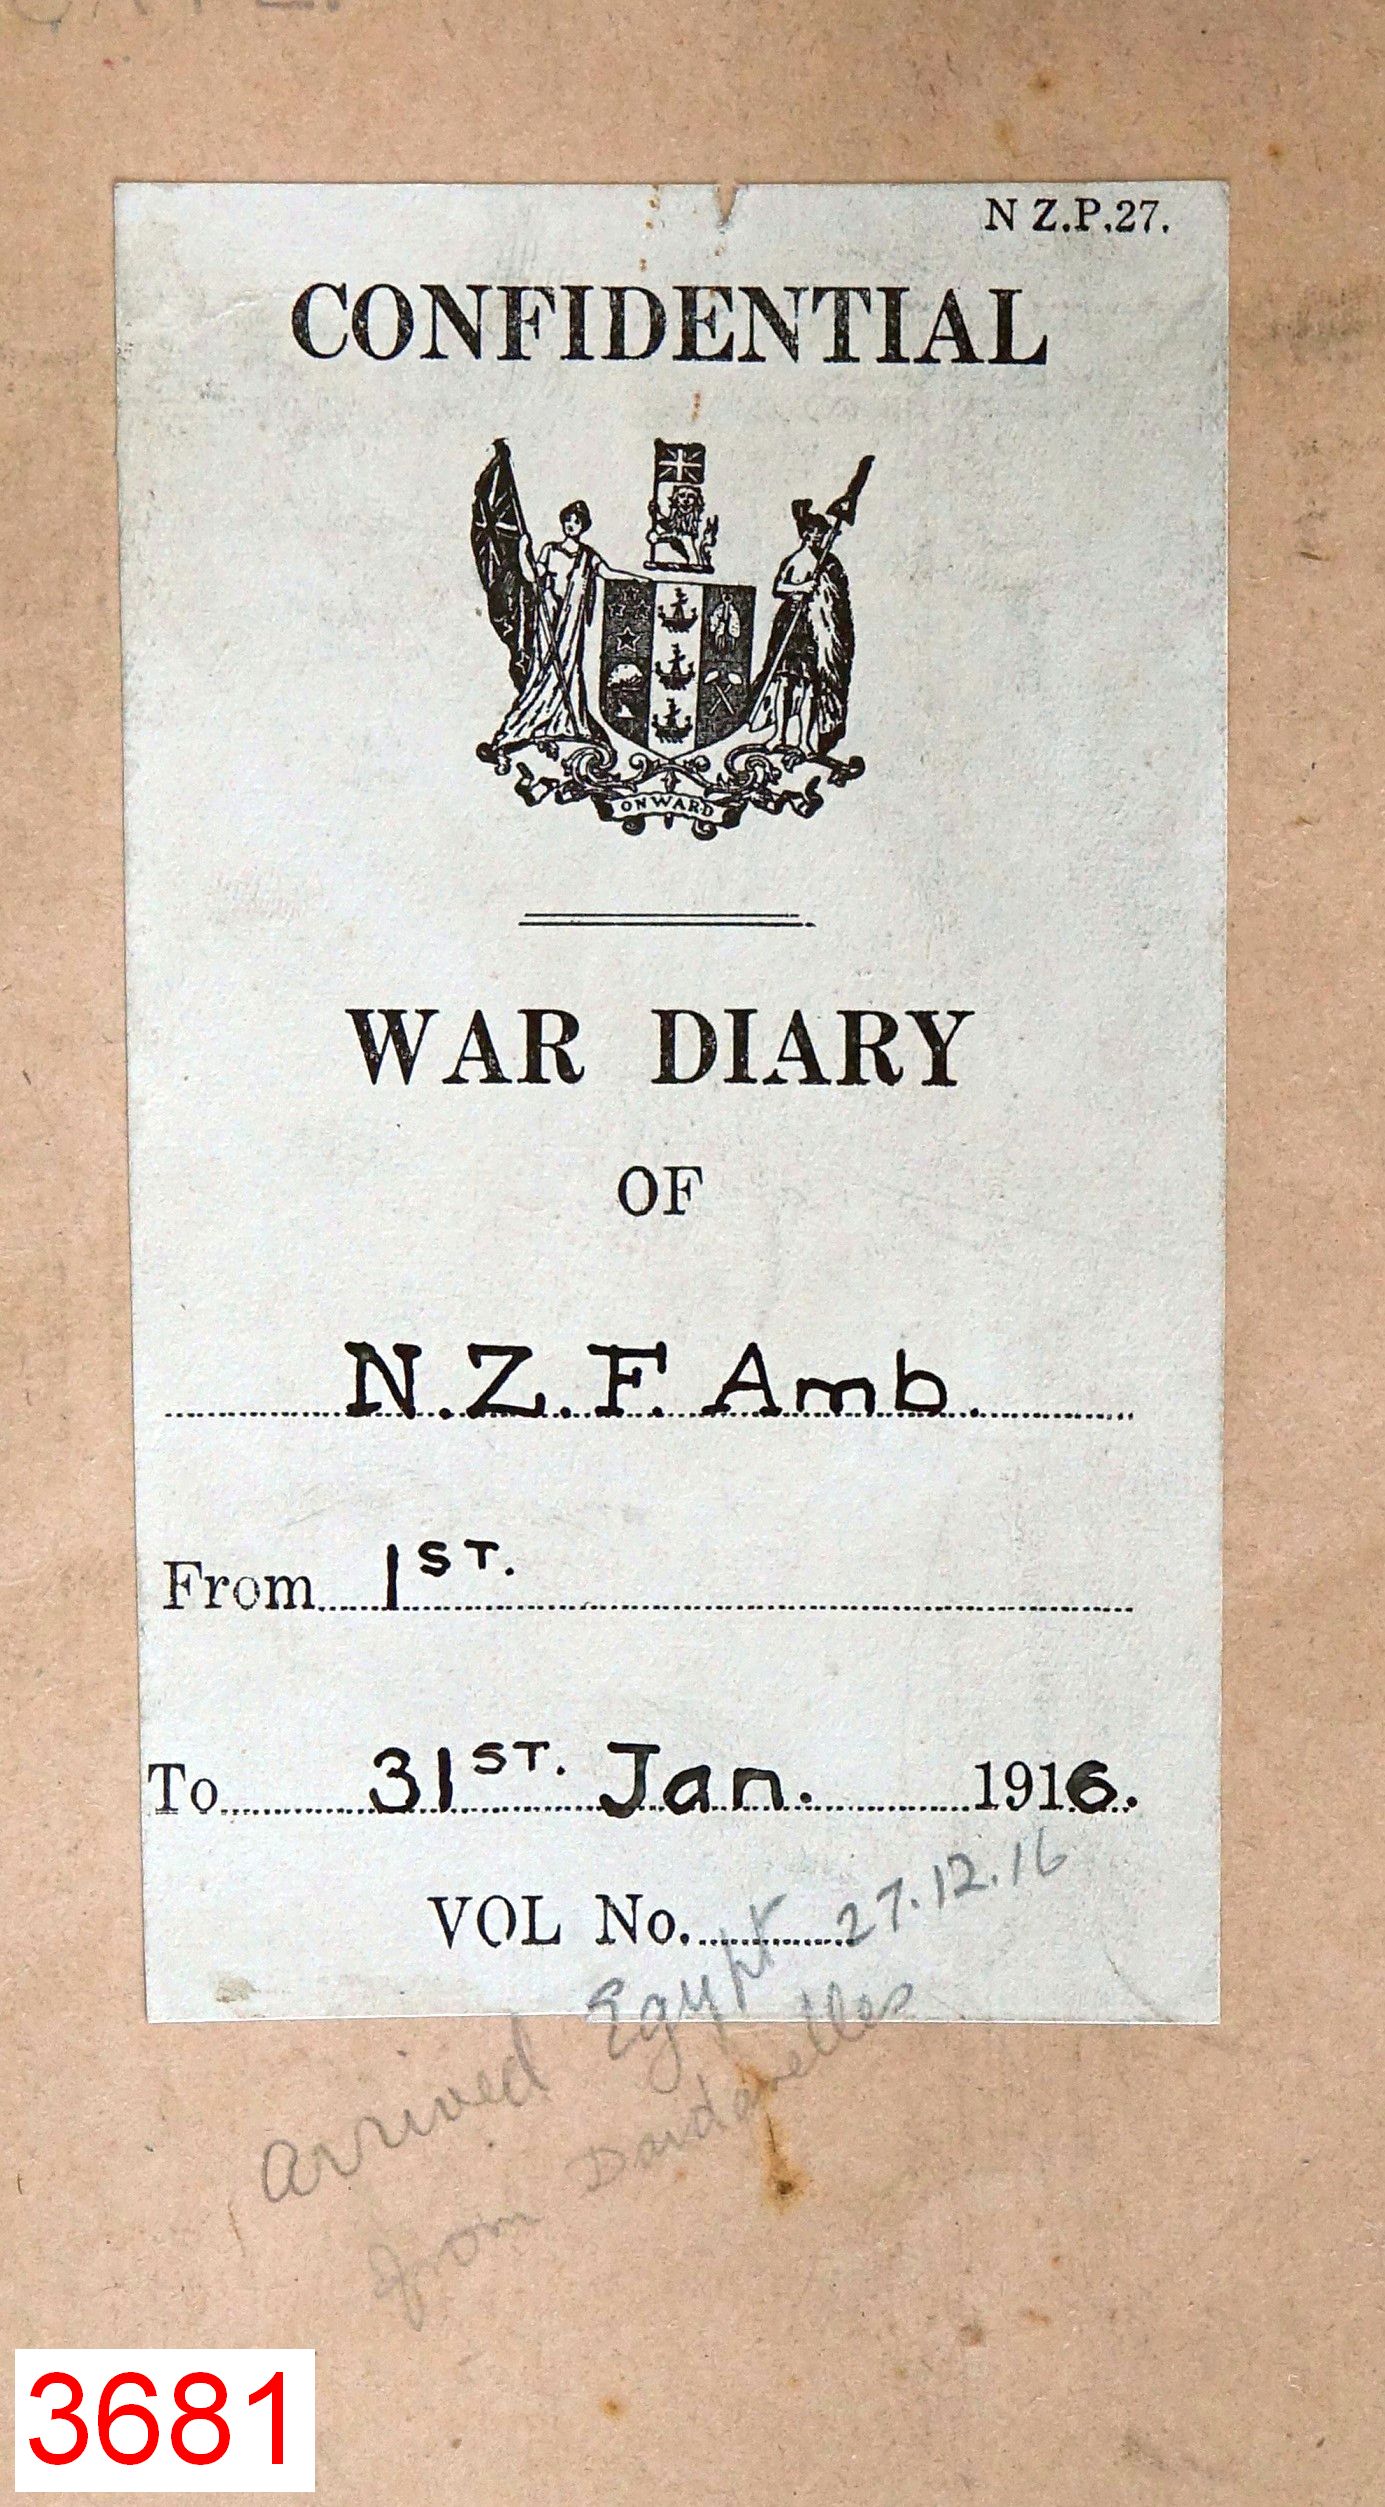 N Z.P.27.
CONFIDENTIAL
ONWARD
WAR DIARY
OF
N.Z.F. Amb.
From 1ST.
To 31ST. Jan. 1916.
VOL No.
arrived Egypt 27.12.16
from Dardanelles
3681